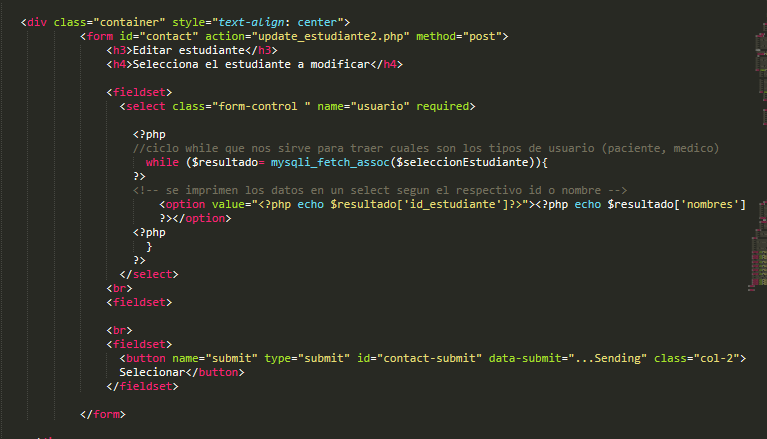 <div class="container" style="text-align: center">
<form id="contact" action="update_estudiante2.php" method="post">
<h3>Editar estudiante</h3>
<h4>Selecciona el estudiante a modificar</h4>
<fieldset>
<select class="form-control " name="usuario" required>
<?php
//ciclo while que nos sirve para traer cuales son los tipos de usuario (paciente, medico)
while ($resultado= mysqli_fetch_assoc($seleccionEstudiante)){
?>
<!-- se imprimen los datos en un select segun el respectivo id o nombre -->
<option value="<?php echo $resultado['id_estudiante']?>"><?php echo $resultado['nombres']
?></option>
<?php
}
?>
</select>
<br>
<fieldset>
<br>
<fieldset>
<button name="submit" type="submit" id="contact-submit" data-submit="...Sending" class="col-2">
Selecionar</button>
</fieldset>
</form>